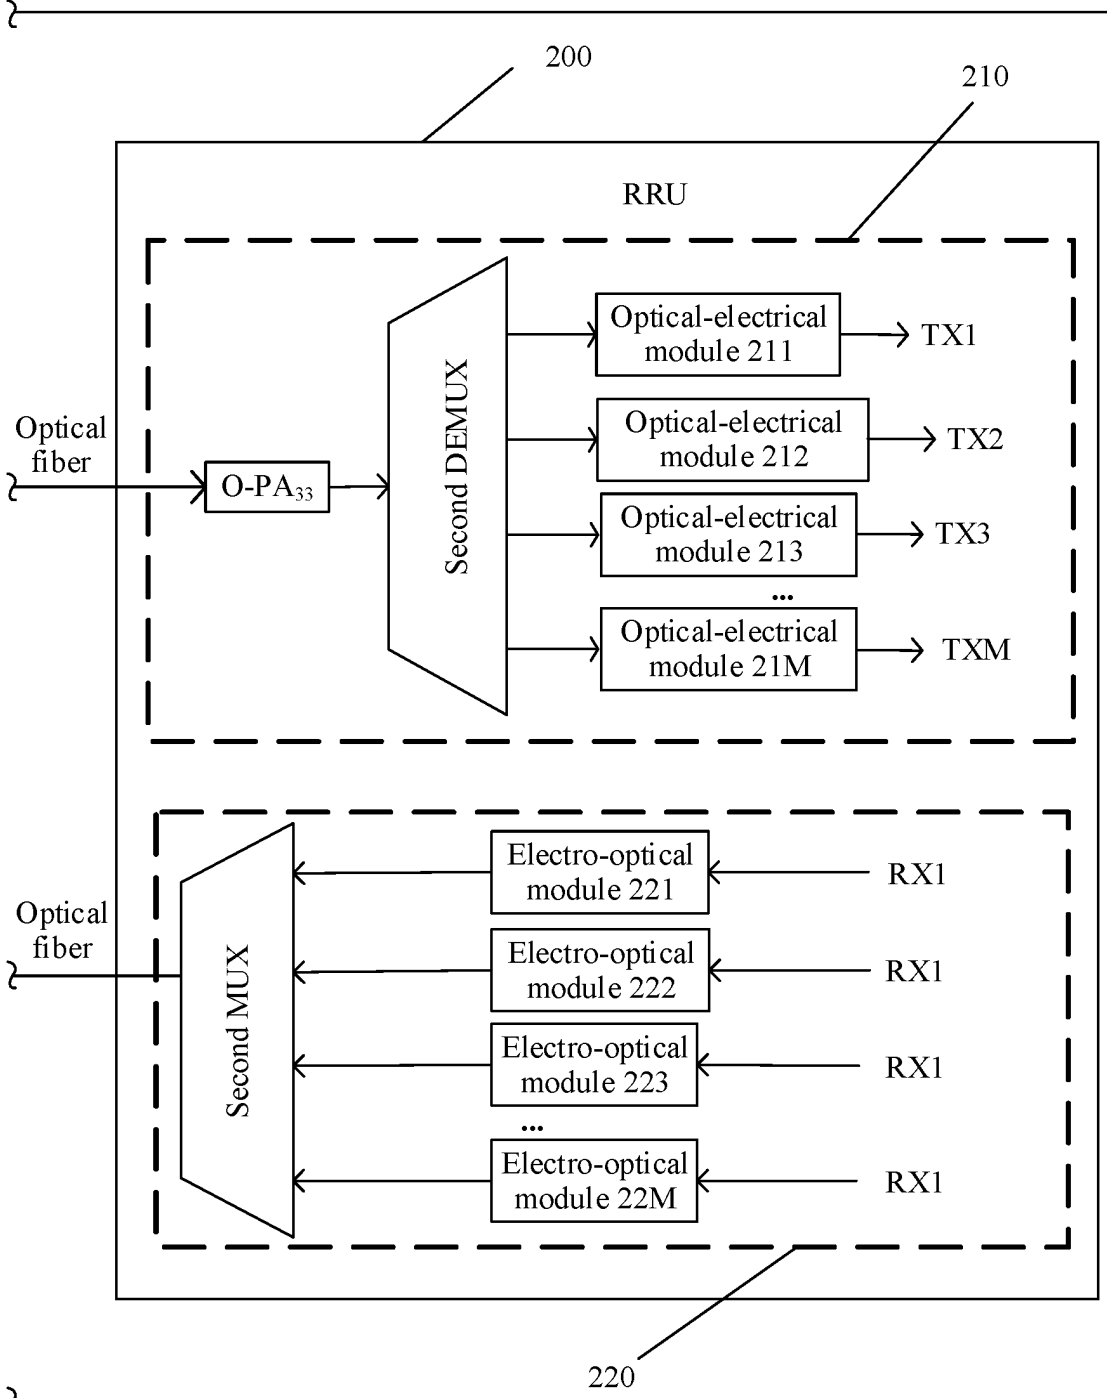 200
210
RRU
Optical-electrical
module 211
TX1
Optical-electrical
module 212
TX2
Optical
fiber
O-PA₃₃
Second DEMUX
Optical-electrical
module 213
TX3
...
Optical-electrical
module 21M
TXM
Electro-optical
module 221
RX1
Optical
fiber
Second MUX
Electro-optical
module 222
RX1
Electro-optical
module 223
RX1
...
Electro-optical
module 22M
RX1
220